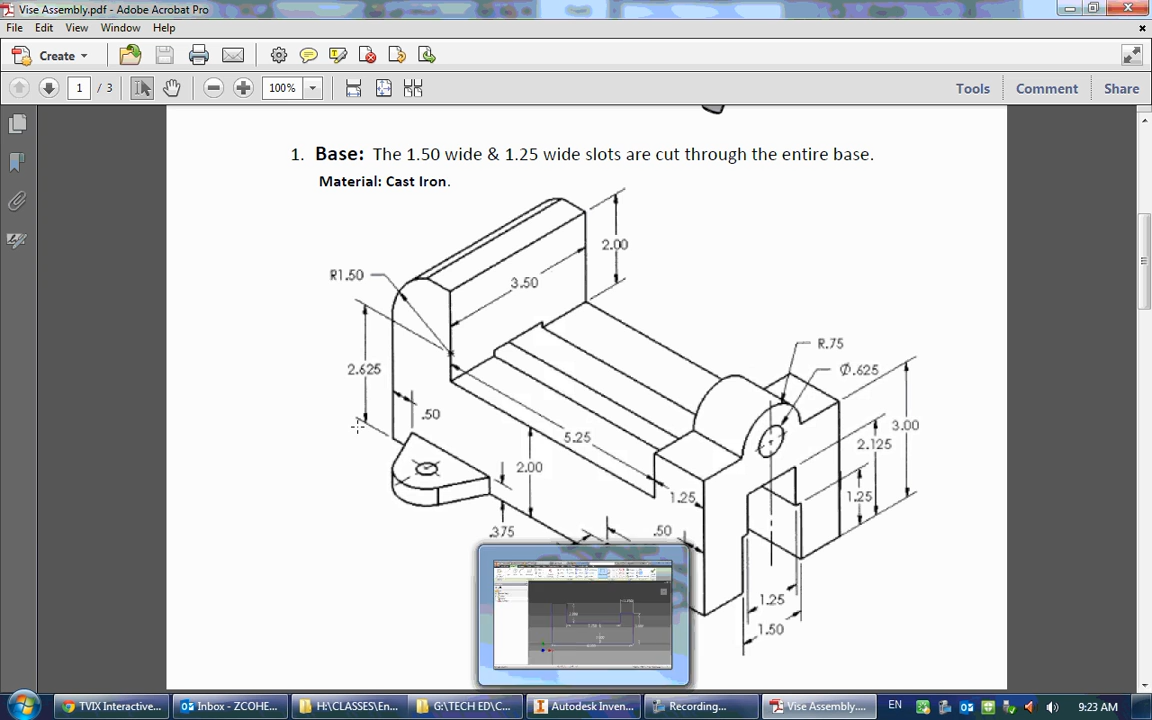 Vise Assembly.pdf - Adobe Acrobat Pro
File Edit View Window Help
Create
1 / 3 100% Tools Comment Share
1. Base: The 1.50 wide & 1.25 wide slots are cut through the entire base.
Material: Cast Iron.
2.00
R1.50
3.50
R.75
2.625
Ø.625
.50
3.00
5.25
2.125
2.00
1.25
1.25
.375
.50
1.25
1.50
TVIX Interactive... Inbox - ZCOHE... H:\CLASSES\En... G:\TECH ED\C... Autodesk Inven... Recording... Vise Assembly.... EN 9:23 AM